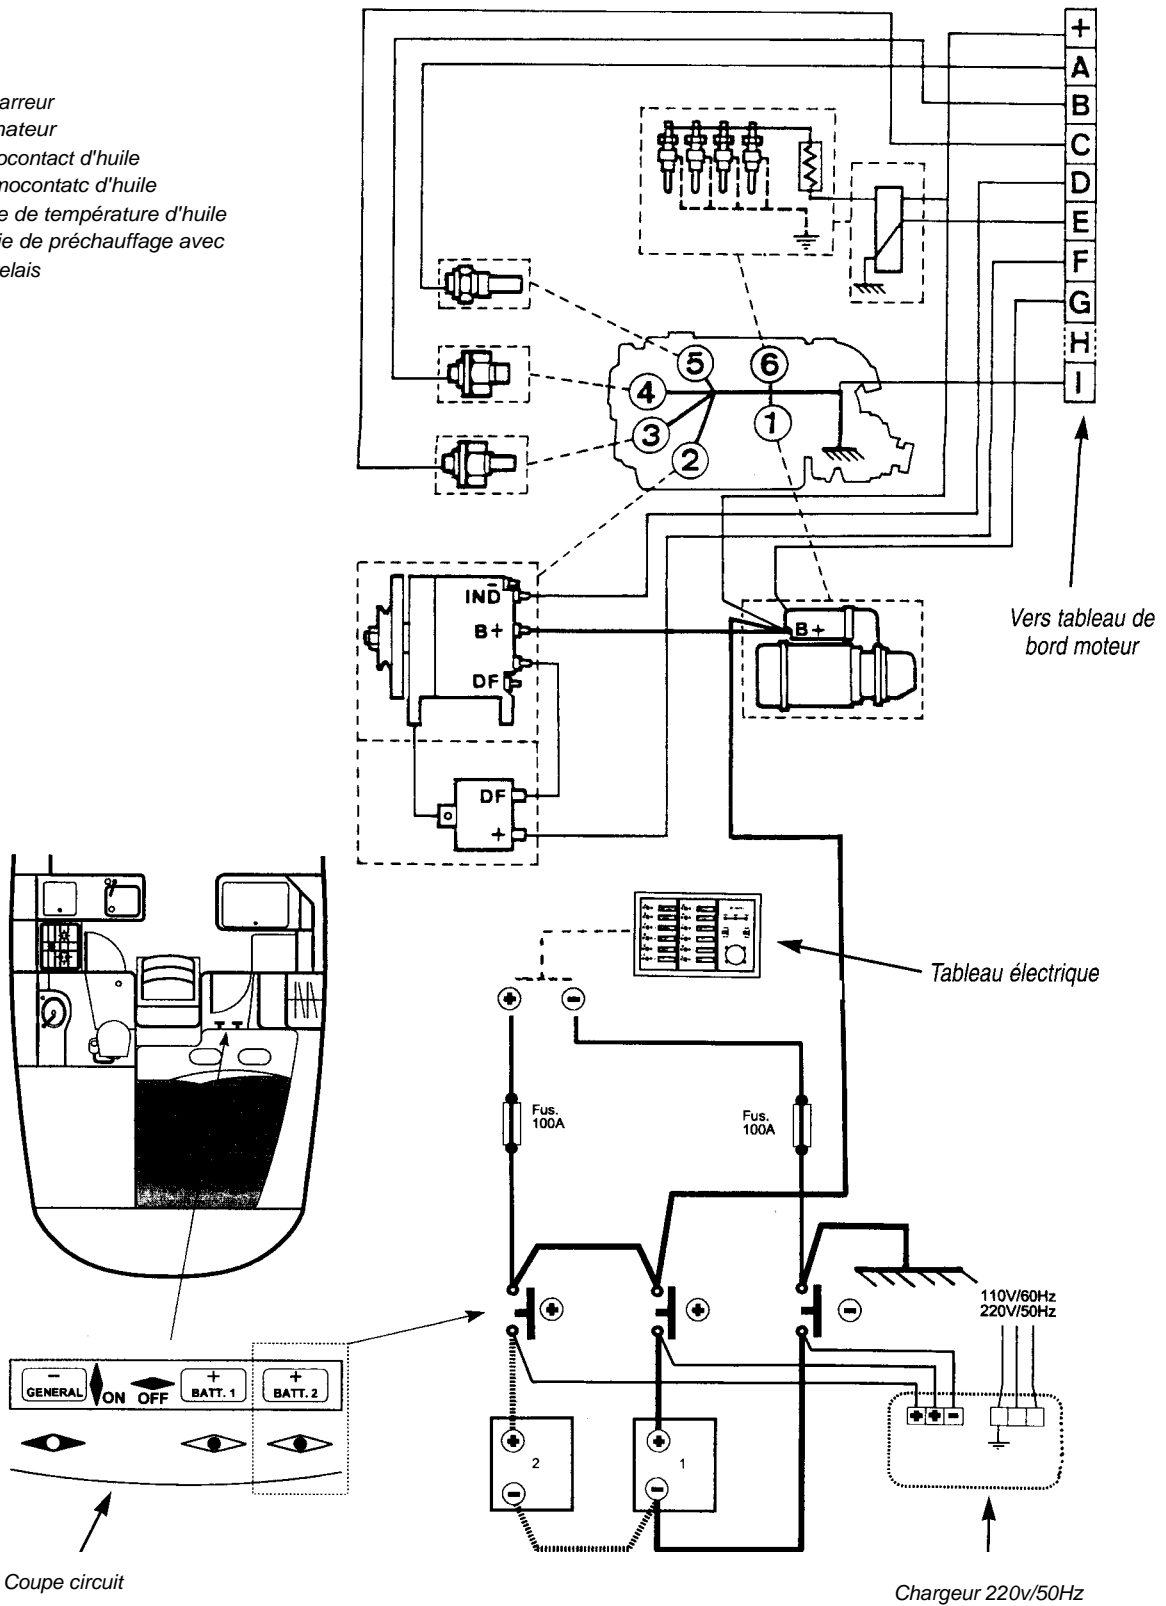 arreur
nateur
ocontact d'huile
mocontatc d'huile
e de température d'huile
ie de préchauffage avec
elais
+
A
B
C
D
E
F
G
H
I
5
6
4
3
1
2
Vers tableau de
bord moteur
IND
B+
DF
B+
DF
+
Tableau électrique
+ -
Fus.
100A
Fus.
100A
110V/60Hz
220V/50Hz
+ + -
- GENERAL ON OFF + BATT. 1 + BATT. 2
+ + -
+ 2 -
+ 1 -
Coupe circuit
Chargeur 220v/50Hz